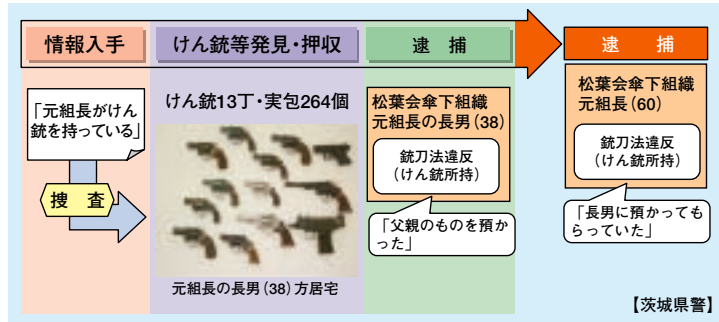 情報入手
けん銃等発見・押収
逮捕
逮捕
「元組長がけん
銃を持っている」
捜査
けん銃13丁・実包264個
元組長の長男(38)方居宅
松葉会傘下組織
元組長の長男(38)
銃刀法違反
(けん銃所持)
「父親のものを預か
った」
松葉会傘下組織
元組長(60)
銃刀法違反
(けん銃所持)
「長男に預かっても
らっていた」
【茨城県警】